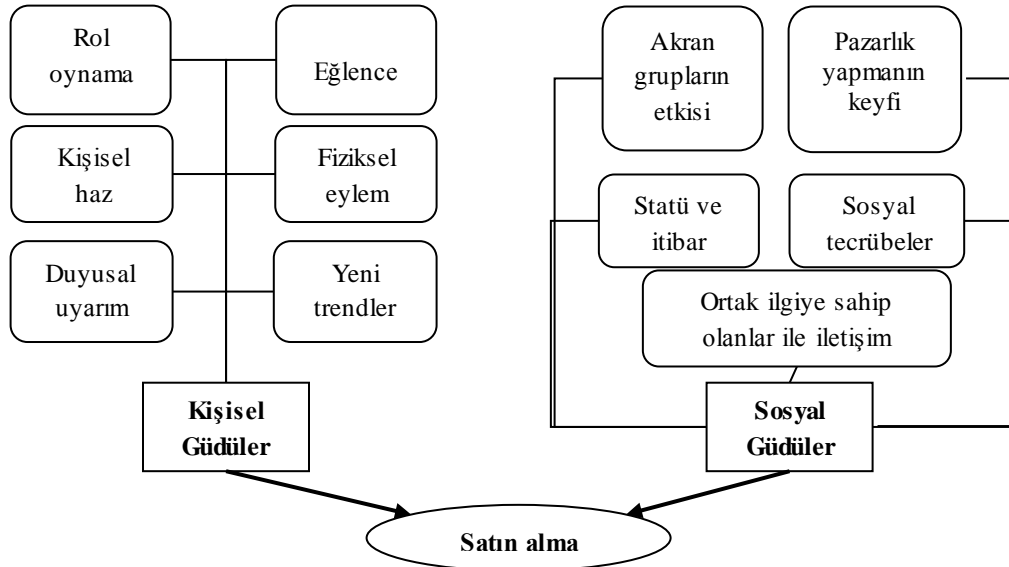 Rol
oynama
Eğlence
Kişisel
haz
Fiziksel
eylem
Duyusal
uyarım
Yeni
trendler
Kişisel
Güdüler
Akran
grupların
etkisi
Pazarlık
yapmanın
keyfi
Statü ve
itibar
Sosyal
tecrübeler
Ortak ilgiye sahip
olanlar ile iletişim
Sosyal
Güdüler
Satın alma